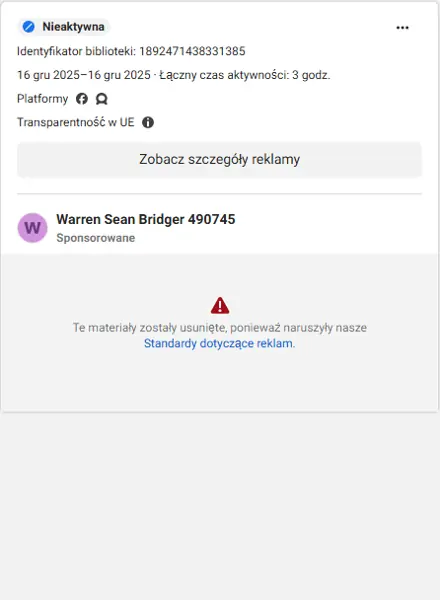 Nieaktywna
Identyfikator biblioteki: 1892471438331385
16 gru 2025–16 gru 2025 · Łączny czas aktywności: 3 godz.
Platformy
Transparentność w UE
Zobacz szczegóły reklamy
W
Warren Sean Bridger 490745
Sponsorowane
Te materiały zostały usunięte, ponieważ naruszyły nasze
Standardy dotyczące reklam.